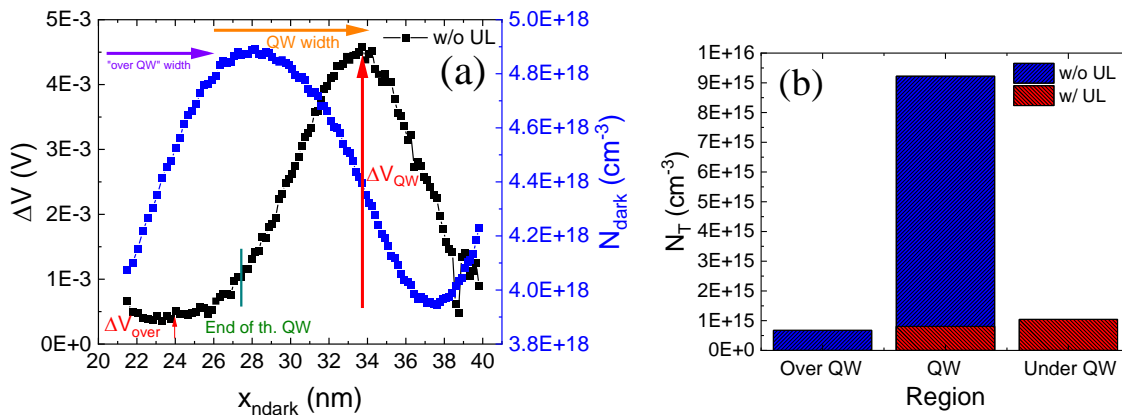 5E-3
4E-3
3E-3
2E-3
1E-3
0E+0
ΔV (V)
QW width
"over QW" width
w/o UL
(a)
ΔV_QW
ΔV_over
End of th. QW
5.0E+18
4.8E+18
4.6E+18
4.4E+18
4.2E+18
4.0E+18
3.8E+18
N_dark (cm⁻³)
20 22 24 26 28 30 32 34 36 38 40
x_ndark (nm)
(b)
1E+16
9E+15
8E+15
7E+15
6E+15
5E+15
4E+15
3E+15
2E+15
1E+15
0E+0
N_T (cm⁻³)
w/o UL
w/ UL
Over QW QW Under QW
Region